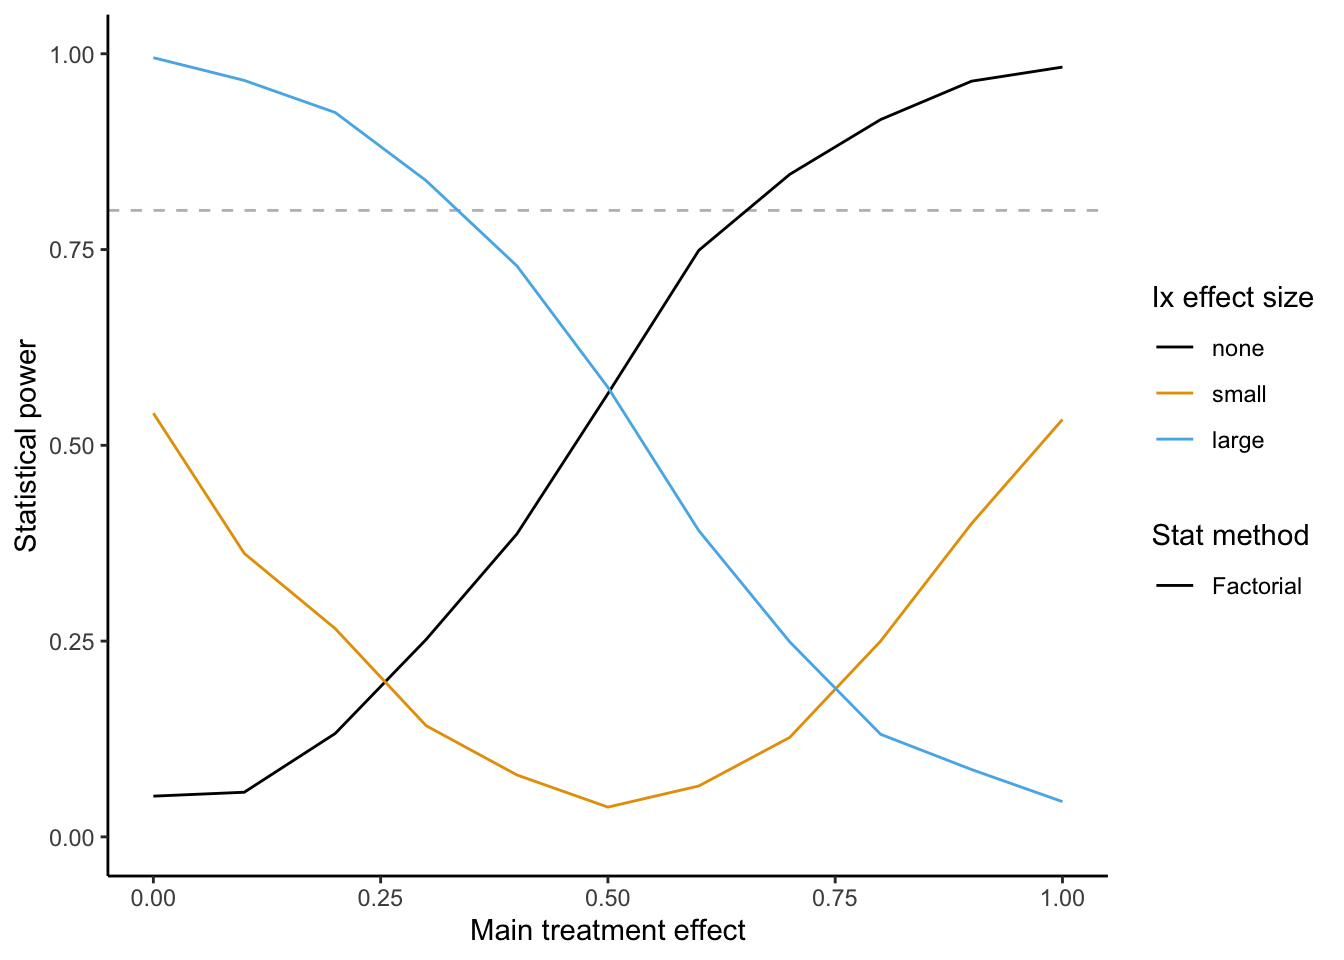 1.00
0.75
0.50
0.25
0.00
Statistical power
0.00 0.25 0.50 0.75 1.00
Main treatment effect
Ix effect size
none
small
large
Stat method
Factorial